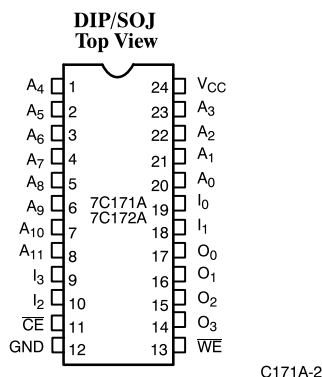 DIP/SOJ
Top View
A4 1 24 VCC
A5 2 23 A3
A6 3 22 A2
A7 4 21 A1
A8 5 20 A0
A9 6 7C171A 19 I0
A10 7 7C172A 18 I1
A11 8 17 O0
I3 9 16 O1
I2 10 15 O2
C̅E̅ 11 14 O3
GND 12 13 W̅E̅
C171A-2